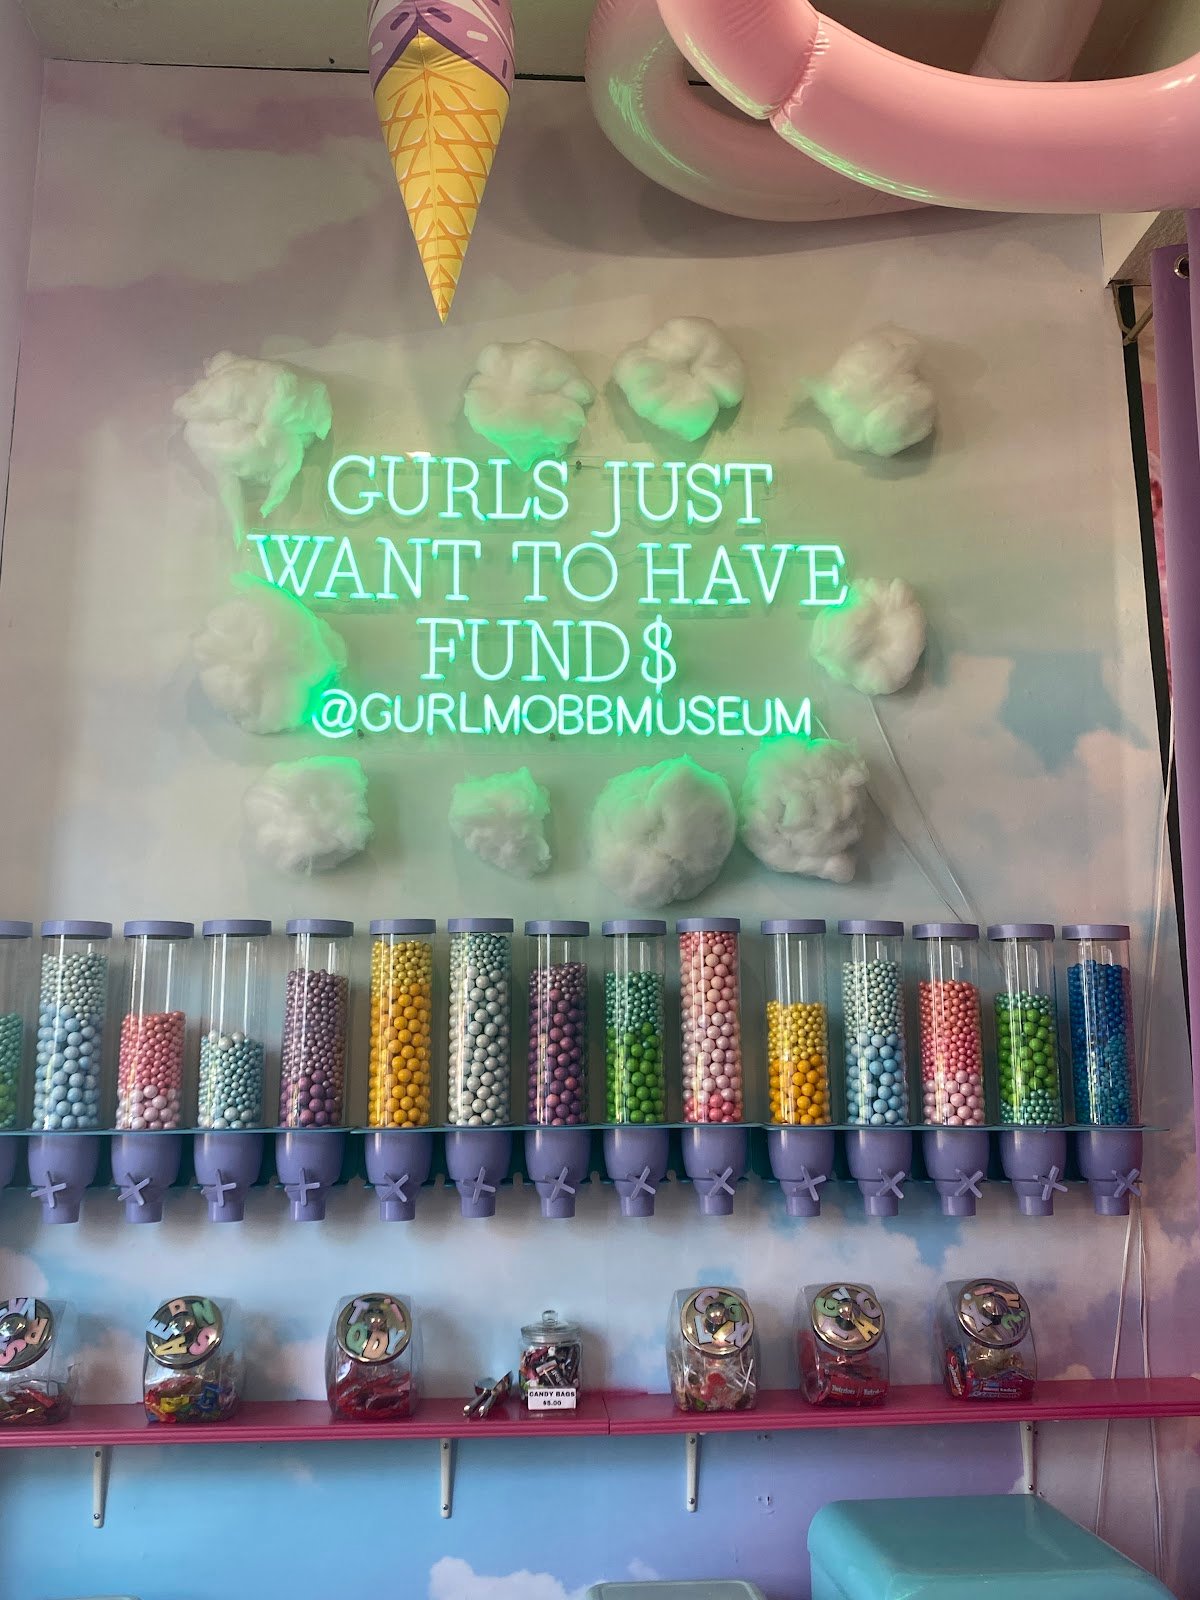 GURLS JUST
WANT TO HAVE
FUND$
@GURLMOBBMUSEUM
CANDY BAGS
$5.00